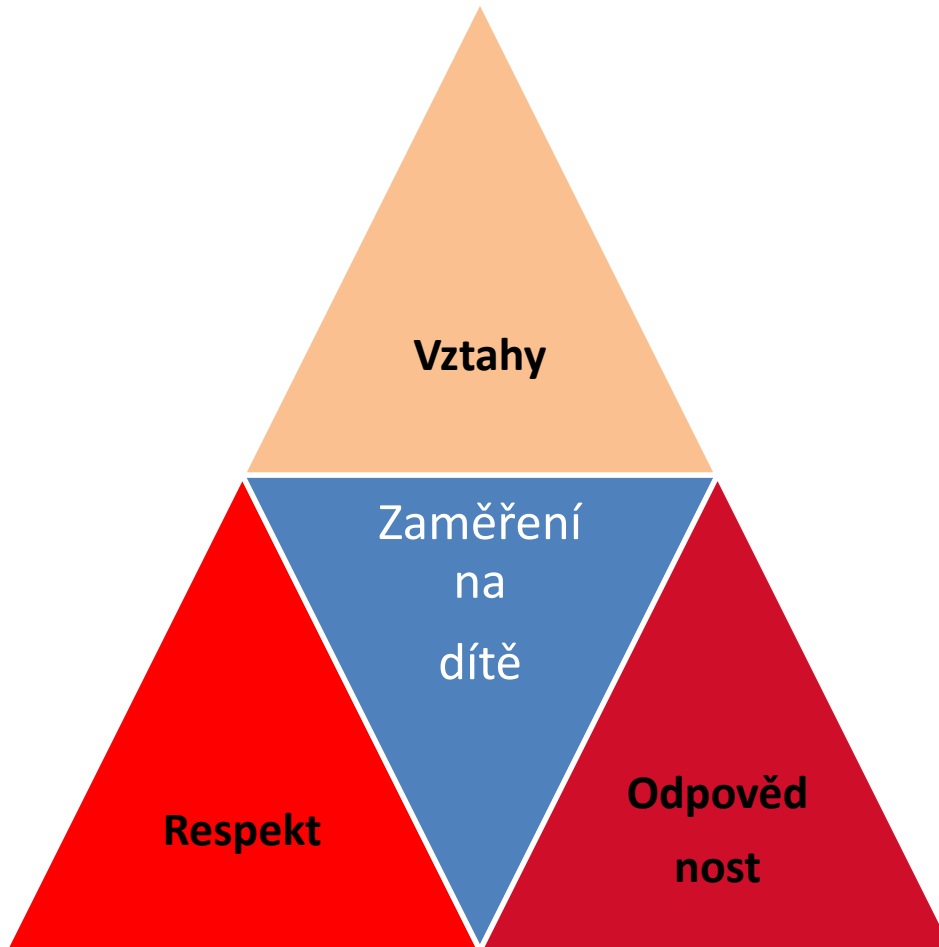 Vztahy
Zaměření
na
dítě
Odpověd
Respekt
nost